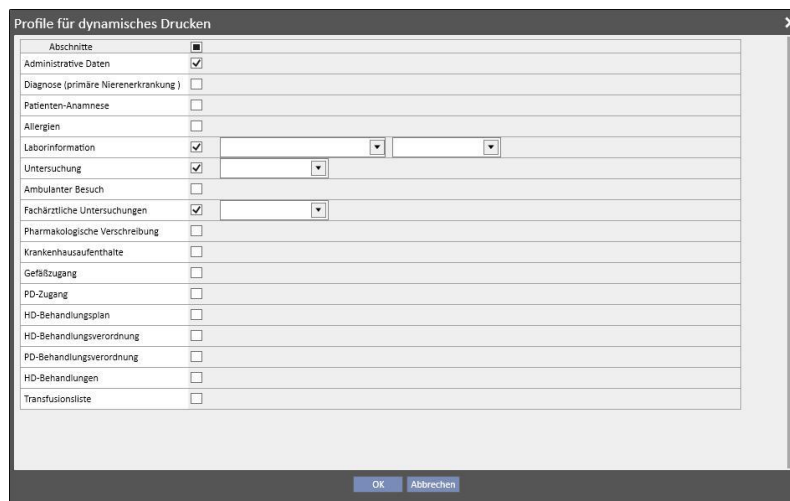 Profile für dynamisches Drucken
Abschnitte
Administrative Daten
Diagnose (primäre Nierenerkrankung )
Patienten-Anamnese
Allergien
Laborinformation
Untersuchung
Ambulanter Besuch
Fachärztliche Untersuchungen
Pharmakologische Verschreibung
Krankenhausaufenthalte
Gefäßzugang
PD-Zugang
HD-Behandlungsplan
HD-Behandlungsverordnung
PD-Behandlungsverordnung
HD-Behandlungen
Transfusionsliste
OK Abbrechen